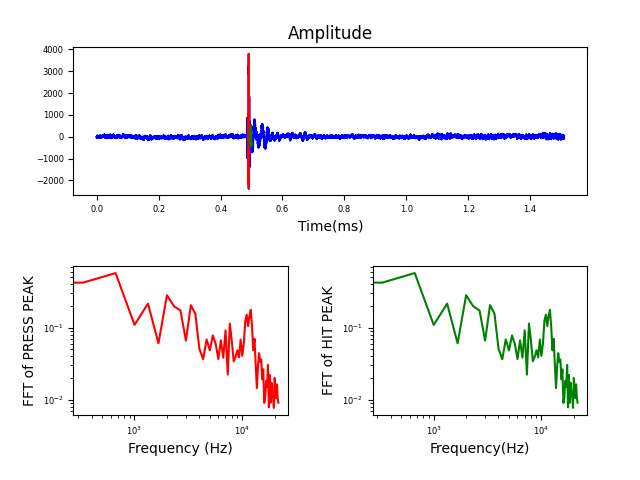 Amplitude
4000
3000
2000
1000
0
−1000
−2000
0.0 0.2 0.4 0.6 0.8 1.0 1.2 1.4
Time(ms)
FFT of PRESS PEAK
10⁻¹
10⁻²
10³ 10⁴
Frequency (Hz)
FFT of HIT PEAK
10⁻¹
10⁻²
10³ 10⁴
Frequency(Hz)